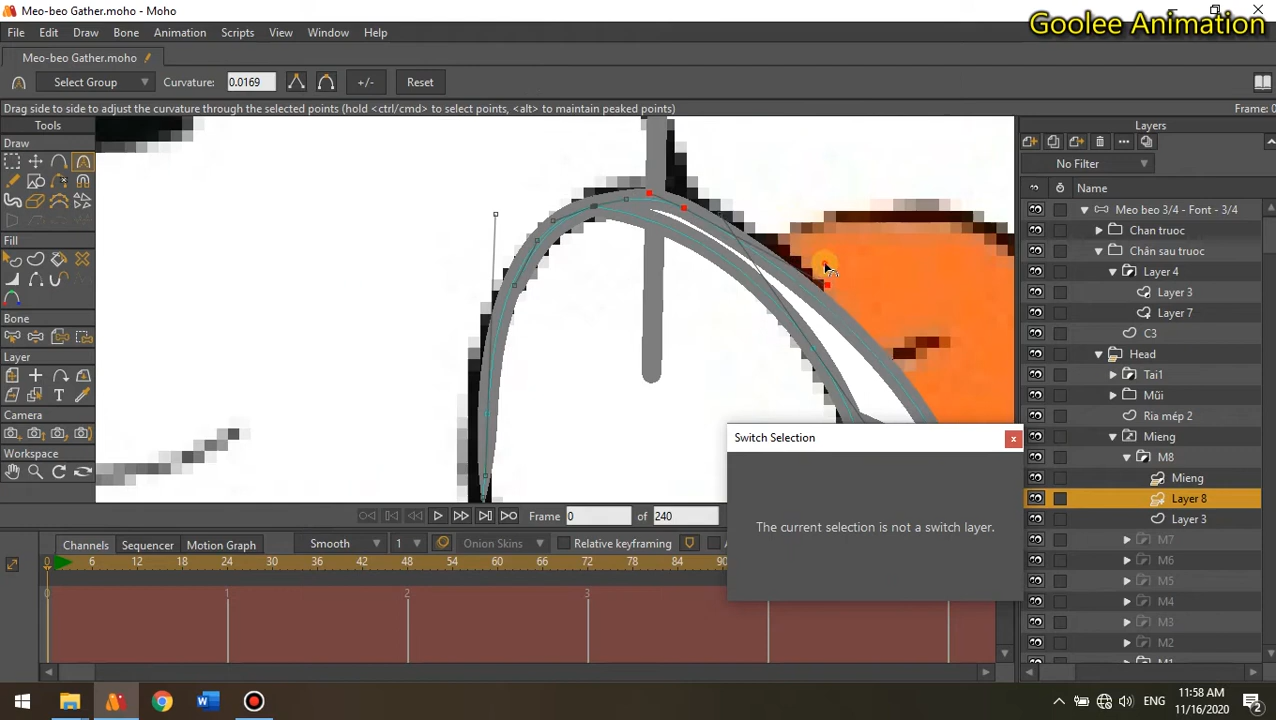 Meo-beo Gather.moho - Moho
Goolee Animation
File Edit Draw Bone Animation Scripts View Window Help
Meo-beo Gather.moho
Select Group Curvature: 0.0169 +/- Reset
Drag side to side to adjust the curvature through the selected points (hold <ctrl/cmd> to select points, <alt> to maintain peaked points) Frame: 0
Tools
Draw
Fill
Bone
Layer
Camera
Workspace
Layers
No Filter
Name
Meo beo 3/4 - Font - 3/4
Chan truoc
Chân sau truoc
Layer 4
Layer 3
Layer 7
C3
Head
Tai1
Mũi
Ria mép 2
Mieng
M8
Mieng
Layer 8
Layer 3
M7
M6
M5
M4
M3
M2
Switch Selection
The current selection is not a switch layer.
Frame 0 of 240
Channels Sequencer Motion Graph Smooth 1 Onion Skins Relative keyframing
0 6 12 18 24 30 36 42 48 54 60 66 72 78 84
0 1 2 3
ENG
11:58 AM
11/16/2020
2